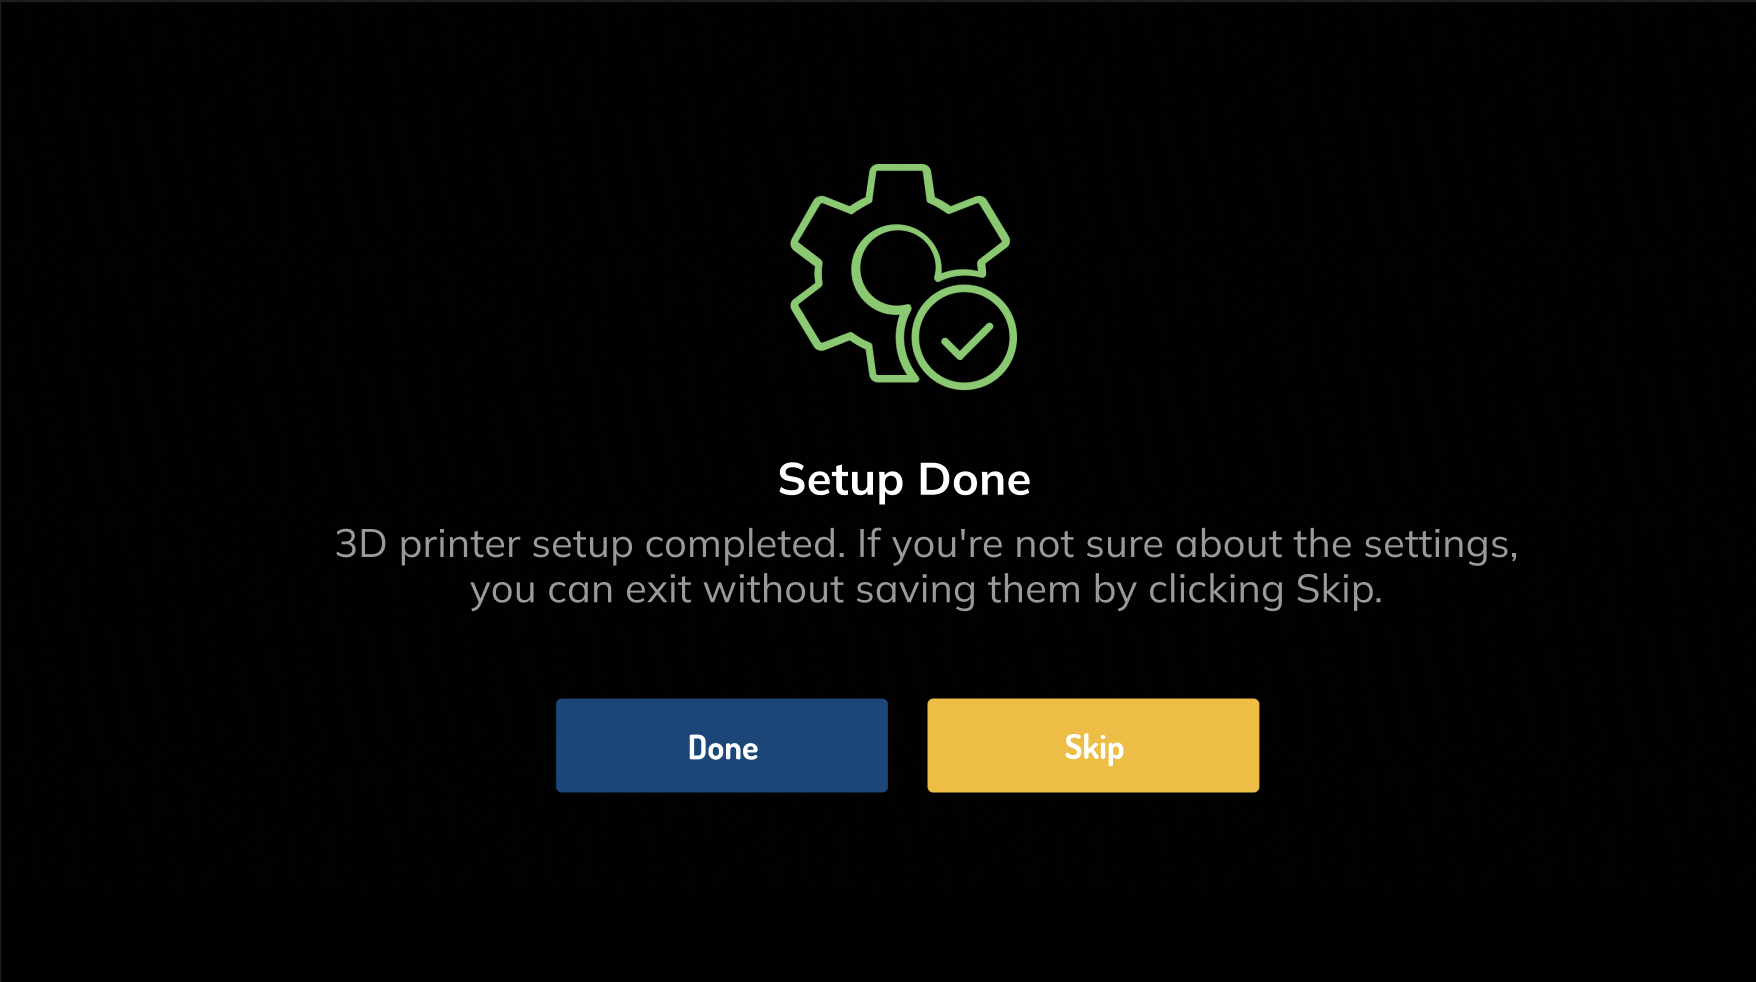 Setup Done
3D printer setup completed. If you're not sure about the settings,
you can exit without saving them by clicking Skip.
Done
Skip